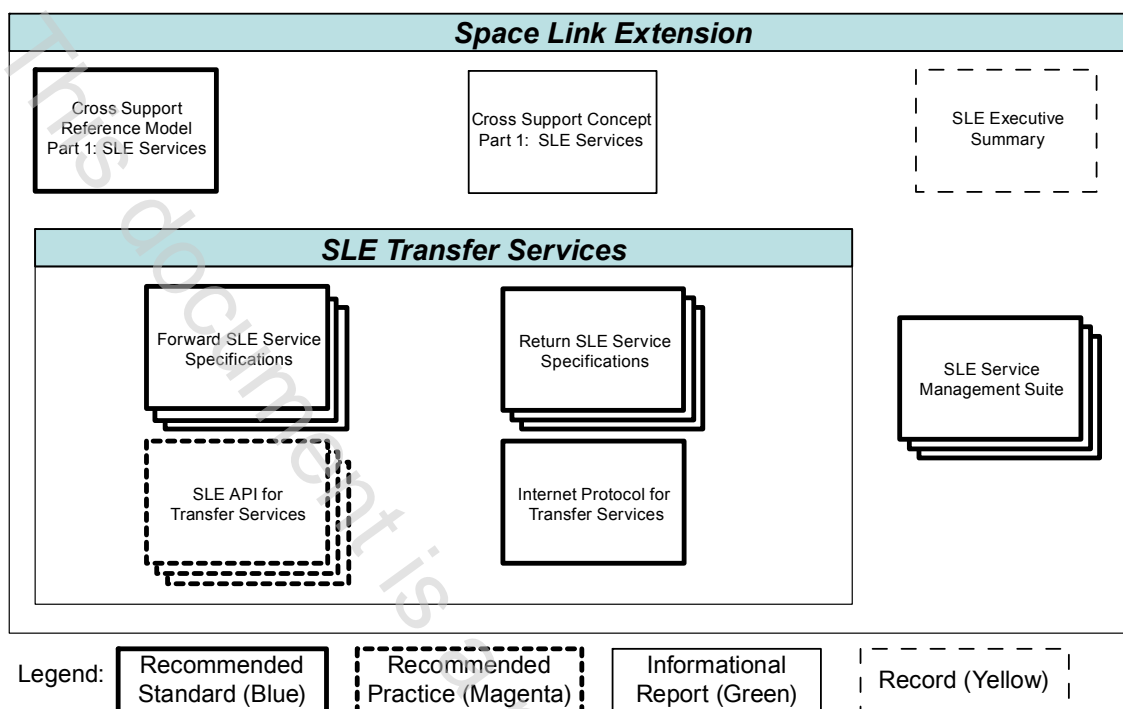 Space Link Extension
Cross Support
Reference Model
Part 1: SLE Services
Cross Support Concept
Part 1: SLE Services
SLE Executive
Summary
SLE Transfer Services
Forward SLE Service
Specifications
Return SLE Service
Specifications
SLE Service
Management Suite
SLE API for
Transfer Services
Internet Protocol for
Transfer Services
Legend:
Recommended
Standard (Blue)
Recommended
Practice (Magenta)
Informational
Report (Green)
Record (Yellow)
This document is a